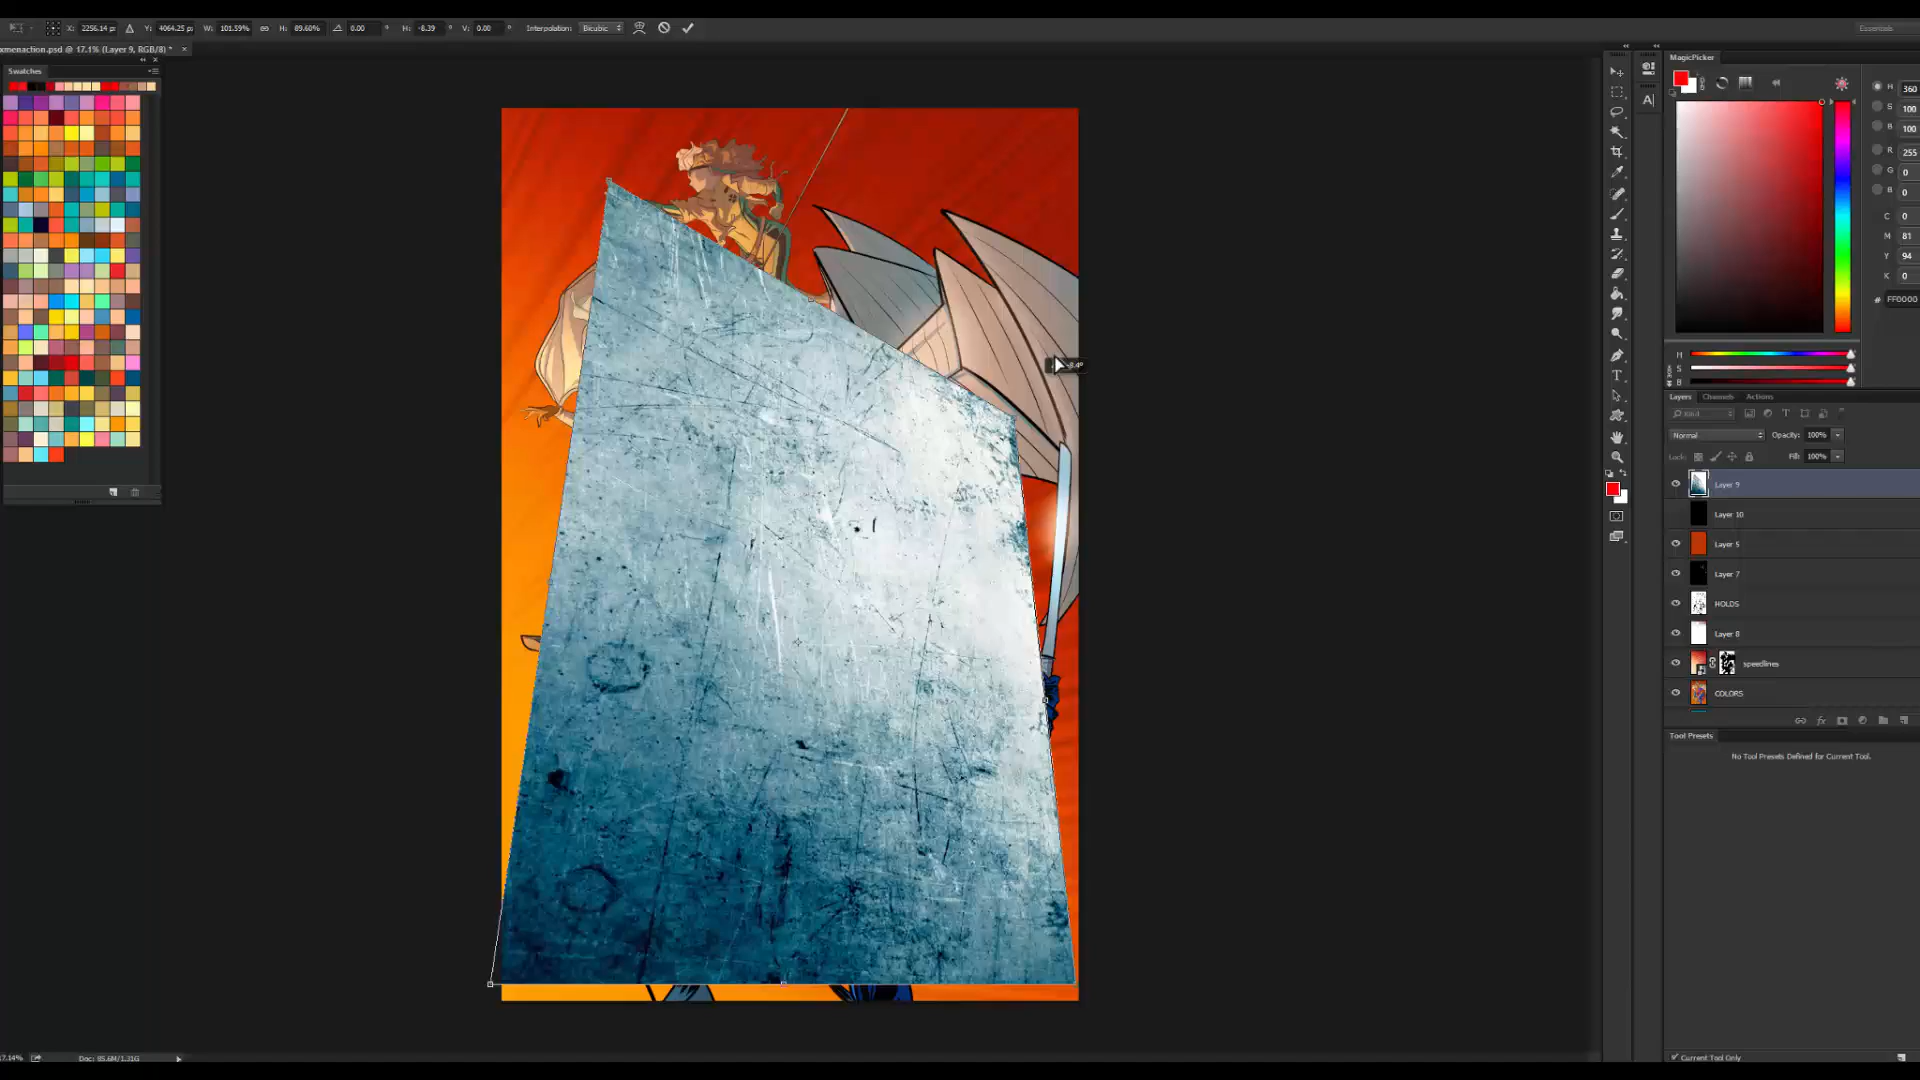 X: 2256.14 px Y: 4064.25 px W: 101.59% H: 89.60% 0.00 ° H: -8.39 V: 0.00 ° Interpolation: Bicubic Essentials
xmenaction.psd @ 17.1% (Layer 9, RGB/8) * ×
Swatches
MagicPicker
H 360
S 100
B 100
R 255
G 0
B 0
C 0
M 81
Y 94
K 0
# FF0000
H
S
B
Layers Channels Actions
Kind
Normal Opacity: 100%
Lock: Fill: 100%
Layer 9
Layer 10
Layer 5
Layer 7
HOLDS
Layer 8
speedlines
COLORS
Tool Presets
No Tool Presets Defined for Current Tool.
Current Tool Only
17.14% Doc: 85.6M/1.31G